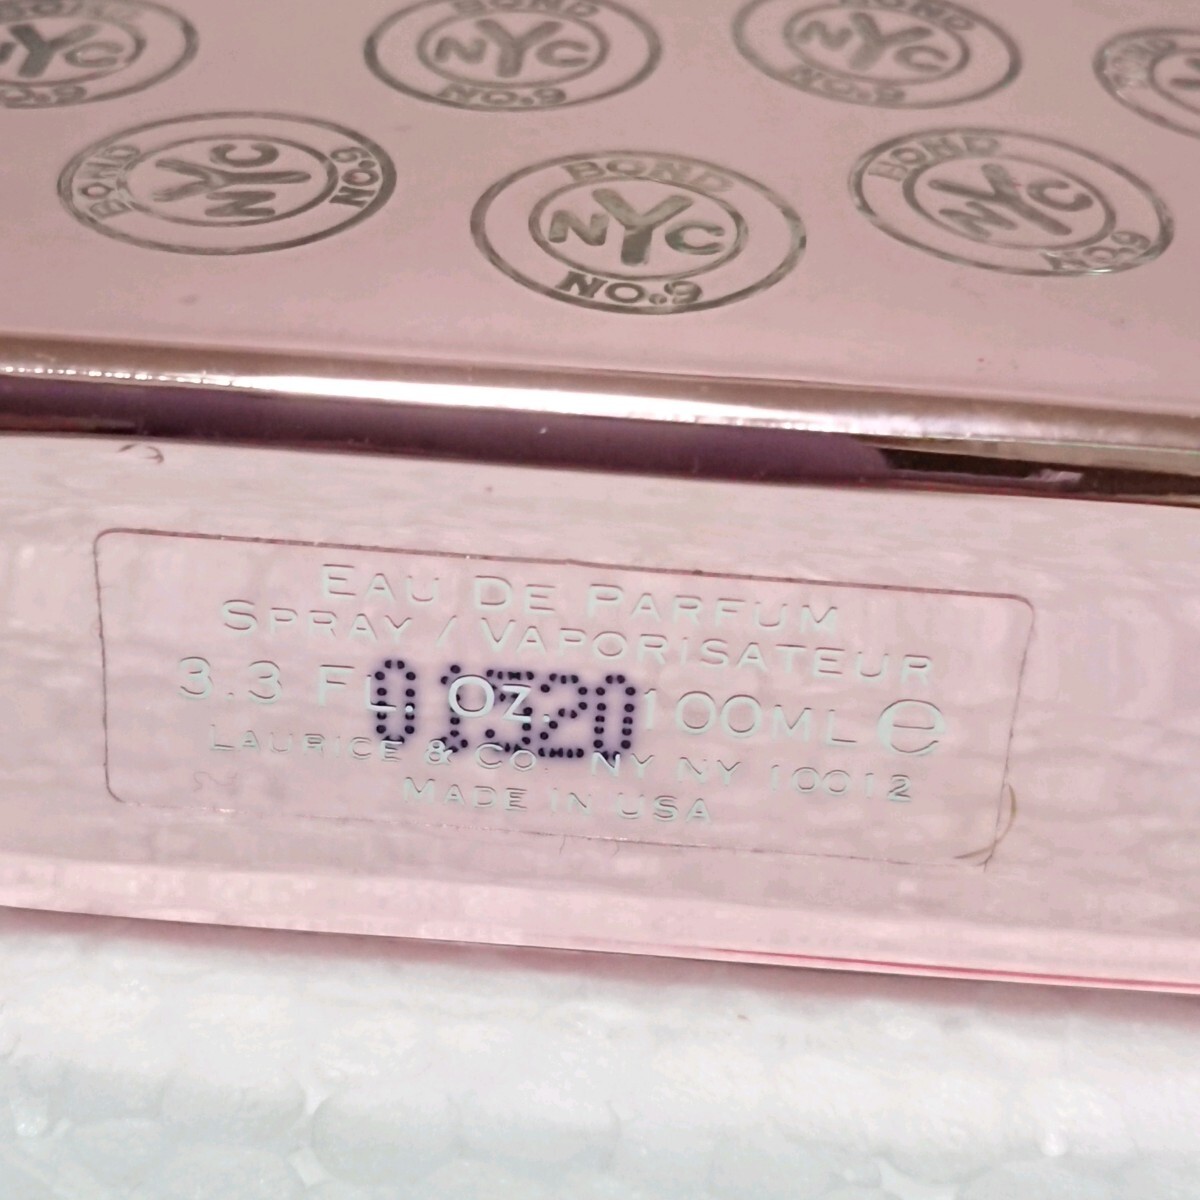 BOND NYC NO.9
BOND NYC NO.9
BOND NYC NO.9
BOND NYC NO.9
BOND NYC NO.9
BOND NYC NO.9
EAU DE PARFUM
SPRAY / VAPORISATEUR
3.3 FL. OZ. 100ML e
01320
LAURICE & CO. NY NY 10012
MADE IN USA